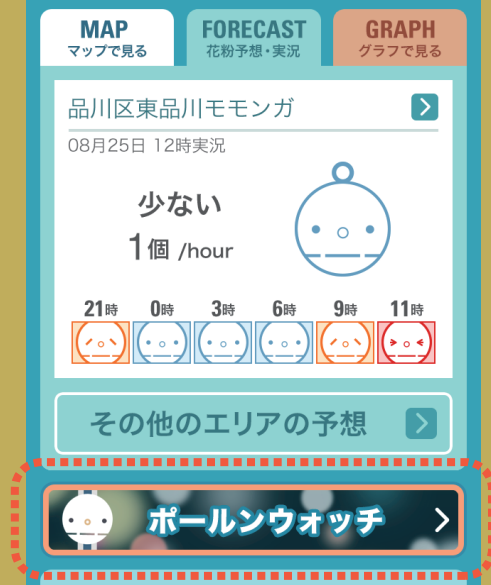 MAP
マップで見る
FORECAST
花粉予想・実況
GRAPH
グラフで見る
品川区東品川モモンガ
08月25日 12時実況
少ない
1個 /hour
21時 0時 3時 6時 9時 11時
その他のエリアの予想
ポールンウォッチ